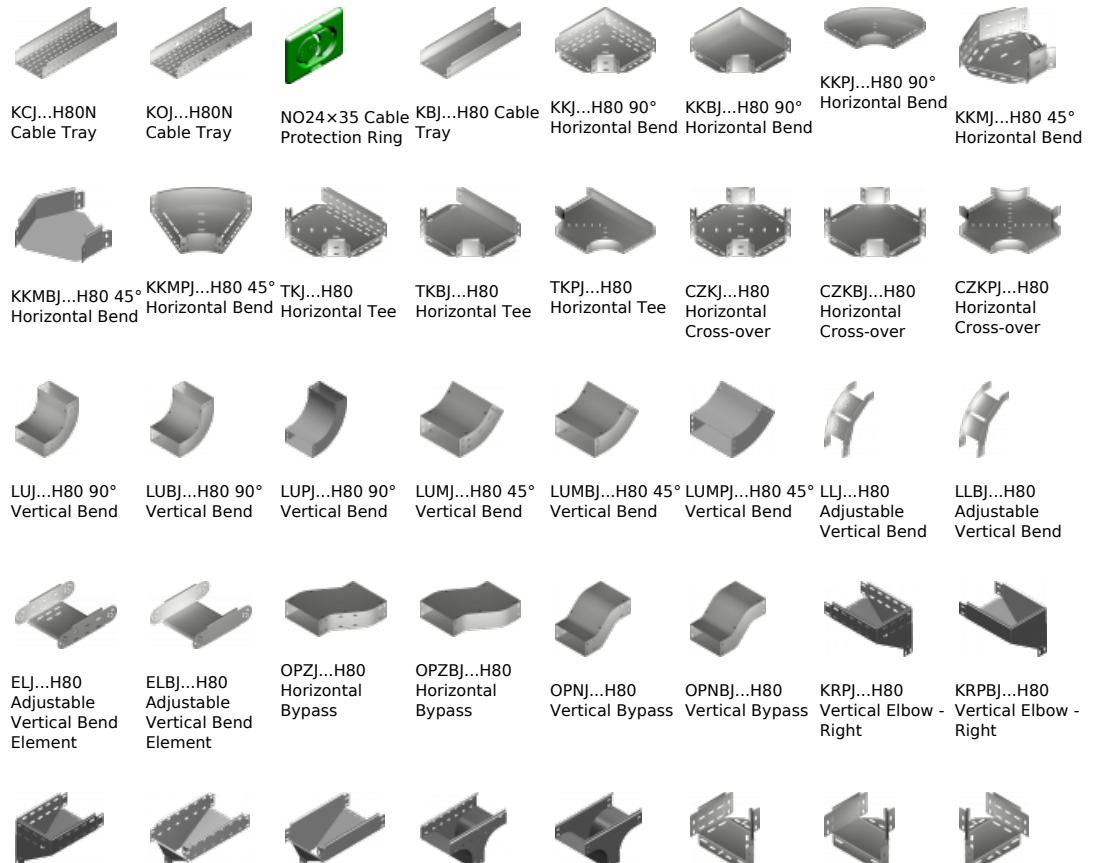 KCJ...H80N
Cable Tray
KOJ...H80N
Cable Tray
NO24×35 Cable
Protection Ring
KBJ...H80 Cable
Tray
KKJ...H80 90°
Horizontal Bend
KKBJ...H80 90°
Horizontal Bend
KKPJ...H80 90°
Horizontal Bend
KKMJ...H80 45°
Horizontal Bend
KKMBJ...H80 45°
Horizontal Bend
KKMPJ...H80 45°
Horizontal Bend
TKJ...H80
Horizontal Tee
TKBJ...H80
Horizontal Tee
TKPJ...H80
Horizontal Tee
CZKJ...H80
Horizontal
Cross-over
CZKBJ...H80
Horizontal
Cross-over
CZKPJ...H80
Horizontal
Cross-over
LUJ...H80 90°
Vertical Bend
LUBJ...H80 90°
Vertical Bend
LUPJ...H80 90°
Vertical Bend
LUMJ...H80 45°
Vertical Bend
LUMBJ...H80 45°
Vertical Bend
LUMPJ...H80 45°
Vertical Bend
LLJ...H80
Adjustable
Vertical Bend
LLBJ...H80
Adjustable
Vertical Bend
ELJ...H80
Adjustable
Vertical Bend
Element
ELBJ...H80
Adjustable
Vertical Bend
Element
OPZJ...H80
Horizontal
Bypass
OPZBJ...H80
Horizontal
Bypass
OPNJ...H80
Vertical Bypass
OPNBJ...H80
Vertical Bypass
KRPJ...H80
Vertical Elbow -
Right
KRPBJ...H80
Vertical Elbow -
Right